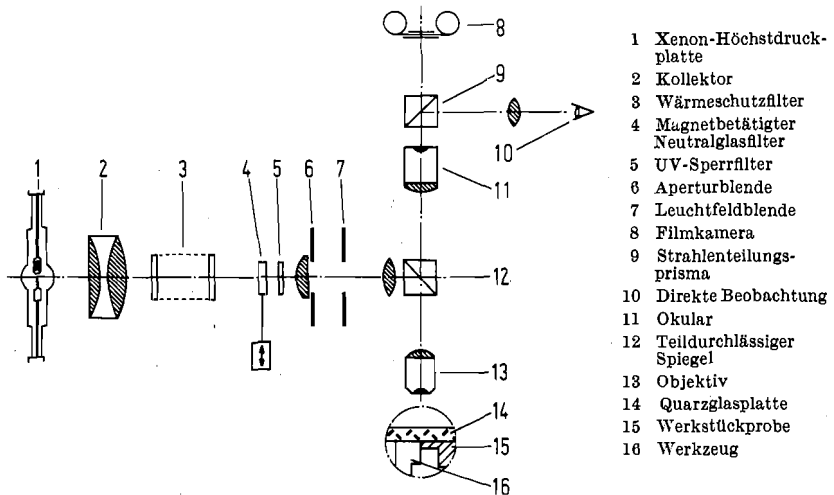 8
9
10
11
1
2
3
4
5
6
7
12
13
14
15
16
1 Xenon-Höchstdruck-
platte
2 Kollektor
3 Wärmeschutzfilter
4 Magnetbetätigter
Neutralglasfilter
5 UV-Sperrfilter
6 Aperturblende
7 Leuchtfeldblende
8 Filmkamera
9 Strahlenteilungs-
prisma
10 Direkte Beobachtung
11 Okular
12 Teildurchlässiger
Spiegel
13 Objektiv
14 Quarzglasplatte
15 Werkstückprobe
16 Werkzeug